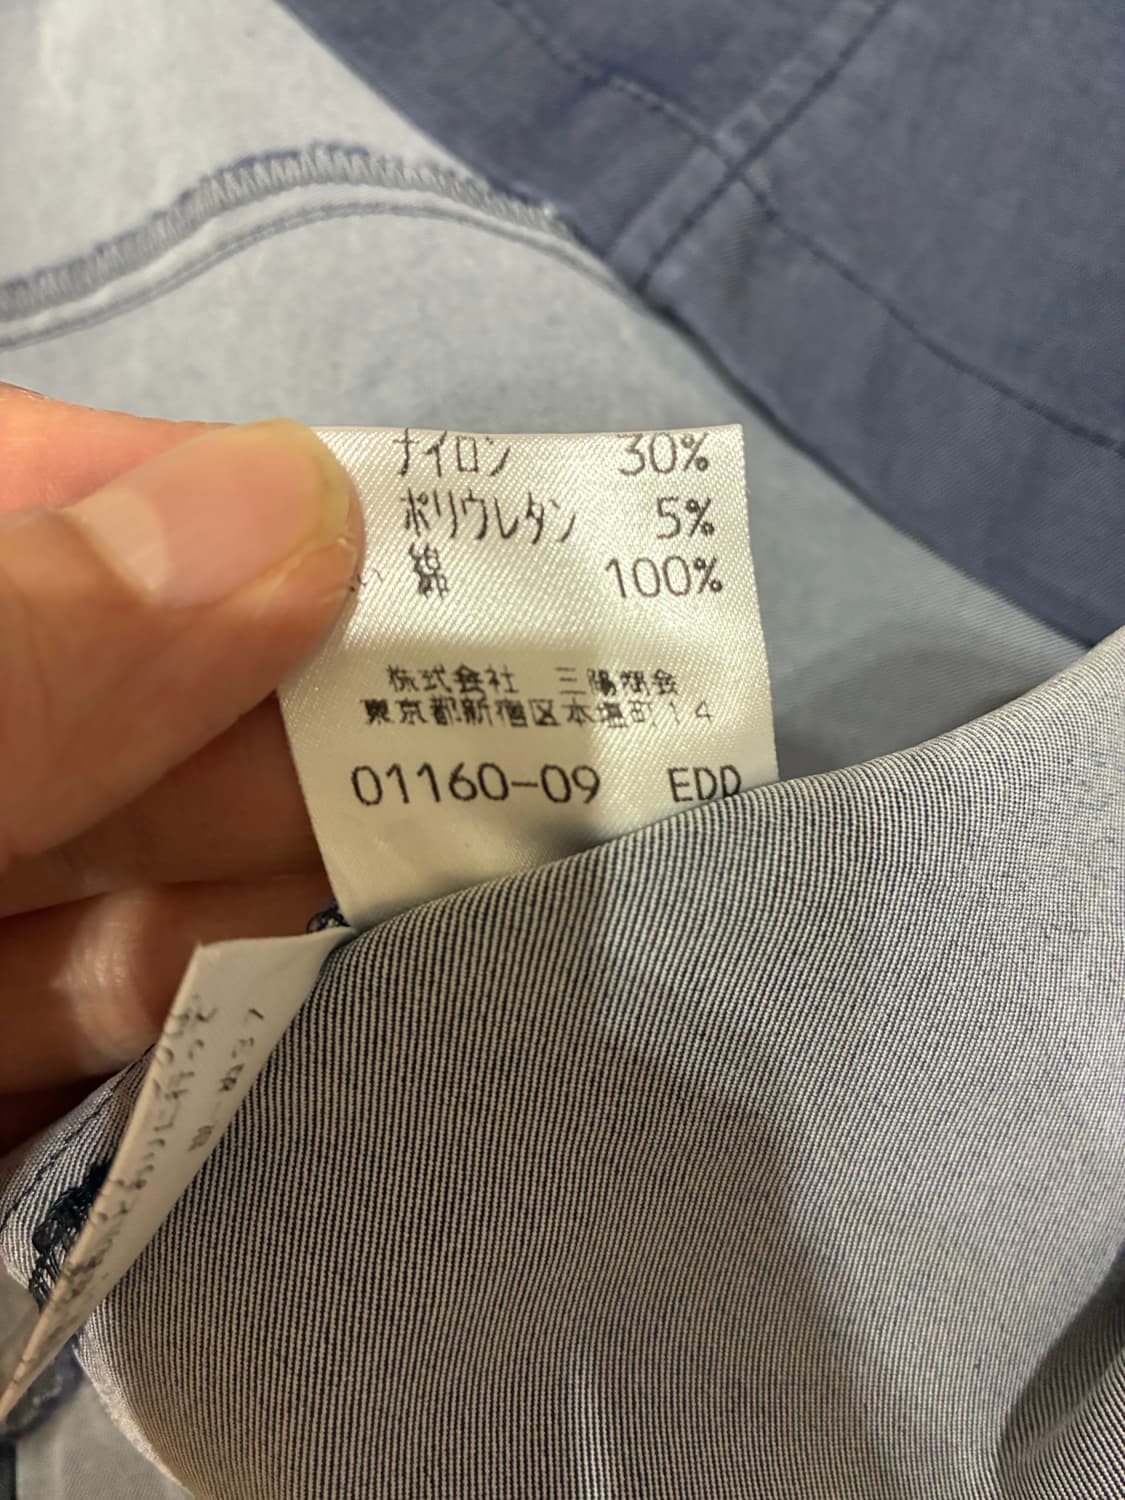 ナイロン 30%
ポリウレタン 5%
綿 100%
株式会社 三陽商会
東京都新宿区本塩町14
01160-09 EDD